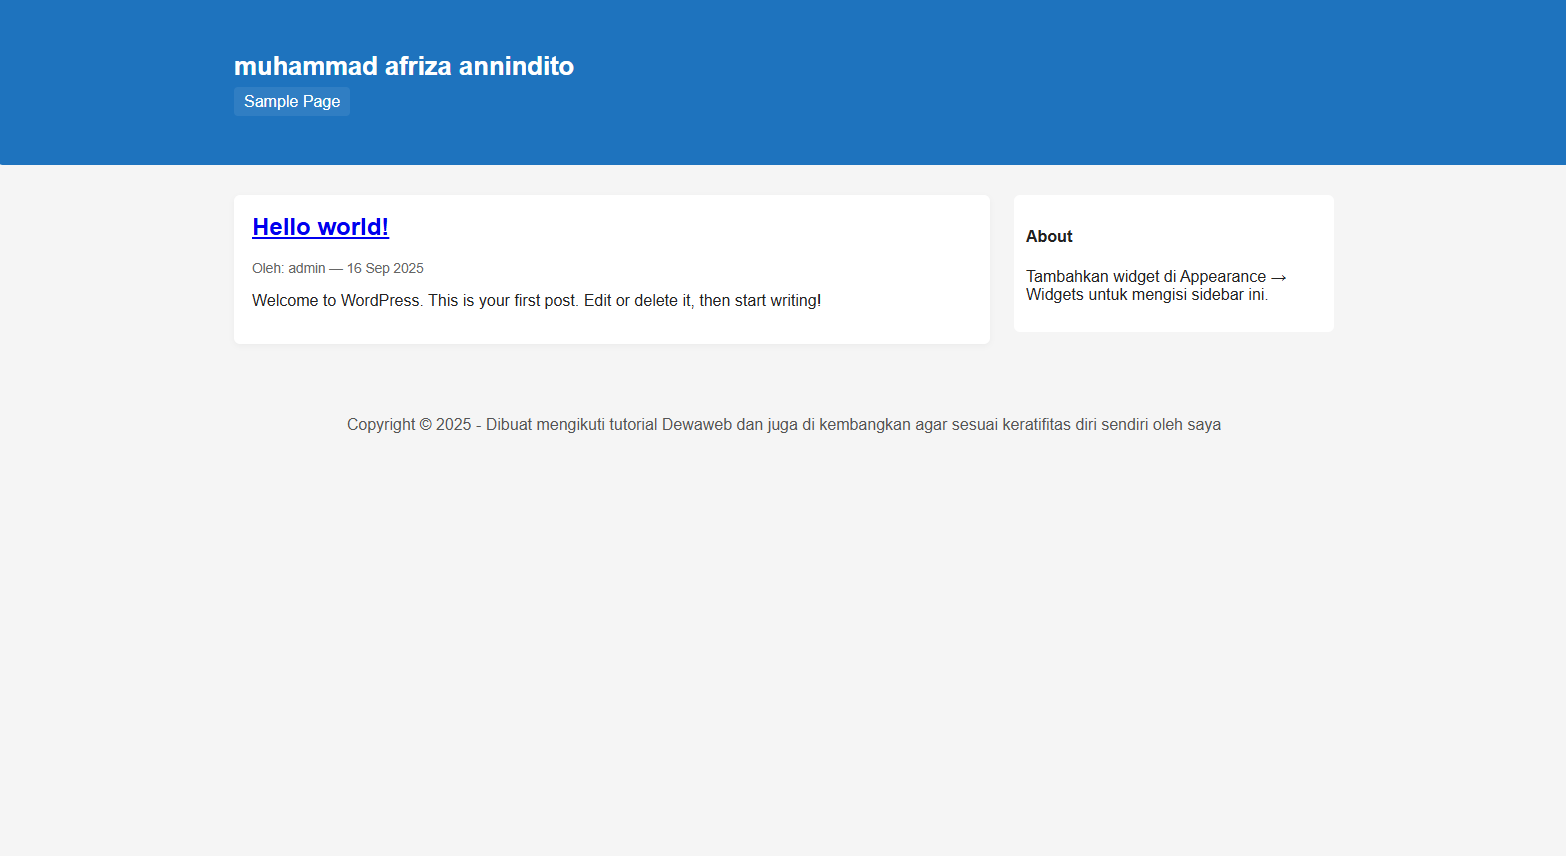 muhammad afriza annindito
Sample Page
Hello world!
Oleh: admin — 16 Sep 2025
Welcome to WordPress. This is your first post. Edit or delete it, then start writing!
About
Tambahkan widget di Appearance →
Widgets untuk mengisi sidebar ini.
Copyright © 2025 - Dibuat mengikuti tutorial Dewaweb dan juga di kembangkan agar sesuai keratifitas diri sendiri oleh saya